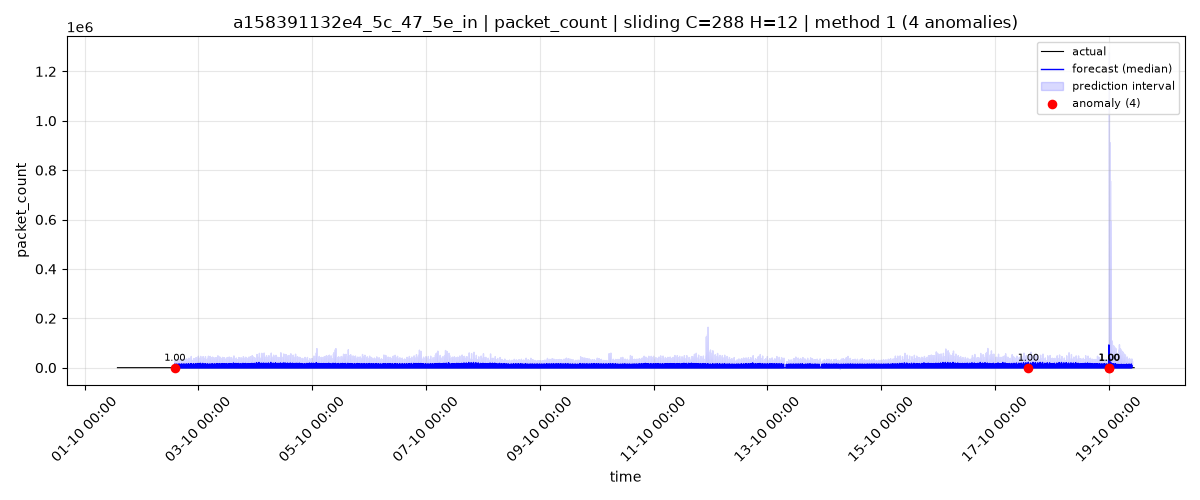 a158391132e4_5c_47_5e_in | packet_count | sliding C=288 H=12 | method 1 (4 anomalies)
1e6
actual
forecast (median)
prediction interval
anomaly (4)
1.2
1.0
0.8
0.6
0.4
0.2
0.0
packet_count
1.00
1.00
1.00
01-10 00:00
03-10 00:00
05-10 00:00
07-10 00:00
09-10 00:00
11-10 00:00
13-10 00:00
15-10 00:00
17-10 00:00
19-10 00:00
time